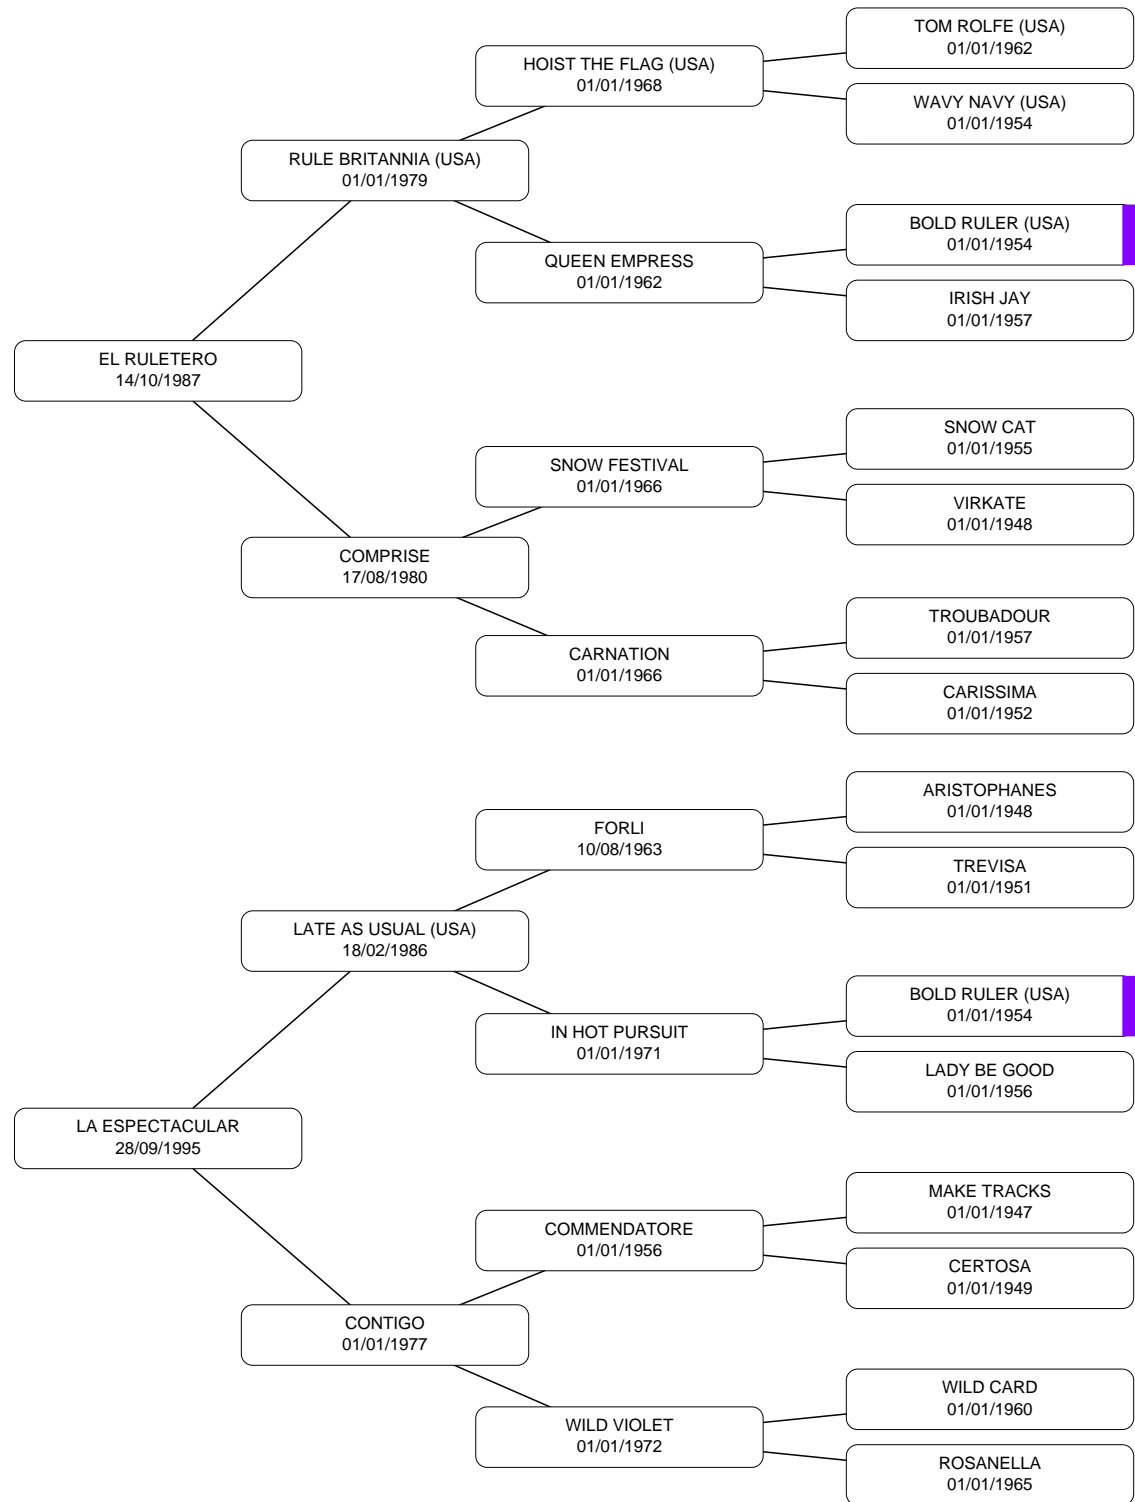 TOM ROLFE (USA)
01/01/1962
HOIST THE FLAG (USA)
01/01/1968
WAVY NAVY (USA)
01/01/1954
RULE BRITANNIA (USA)
01/01/1979
BOLD RULER (USA)
01/01/1954
QUEEN EMPRESS
01/01/1962
IRISH JAY
01/01/1957
EL RULETERO
14/10/1987
SNOW CAT
01/01/1955
SNOW FESTIVAL
01/01/1966
VIRKATE
01/01/1948
COMPRISE
17/08/1980
TROUBADOUR
01/01/1957
CARNATION
01/01/1966
CARISSIMA
01/01/1952
ARISTOPHANES
01/01/1948
FORLI
10/08/1963
TREVISA
01/01/1951
LATE AS USUAL (USA)
18/02/1986
BOLD RULER (USA)
01/01/1954
IN HOT PURSUIT
01/01/1971
LADY BE GOOD
01/01/1956
LA ESPECTACULAR
28/09/1995
MAKE TRACKS
01/01/1947
COMMENDATORE
01/01/1956
CERTOSA
01/01/1949
CONTIGO
01/01/1977
WILD CARD
01/01/1960
WILD VIOLET
01/01/1972
ROSANELLA
01/01/1965